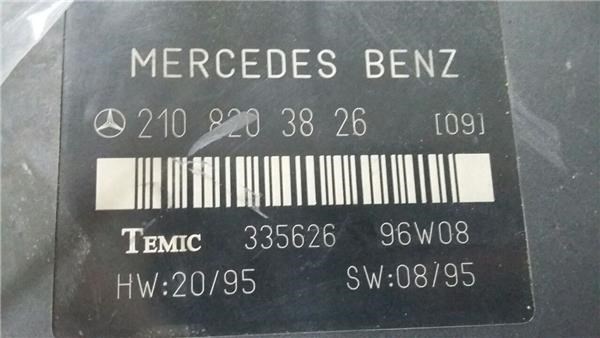 MERCEDES BENZ
210 820 38 26 [09]
TEMIC 335626 96W08
HW:20/95 SW:08/95